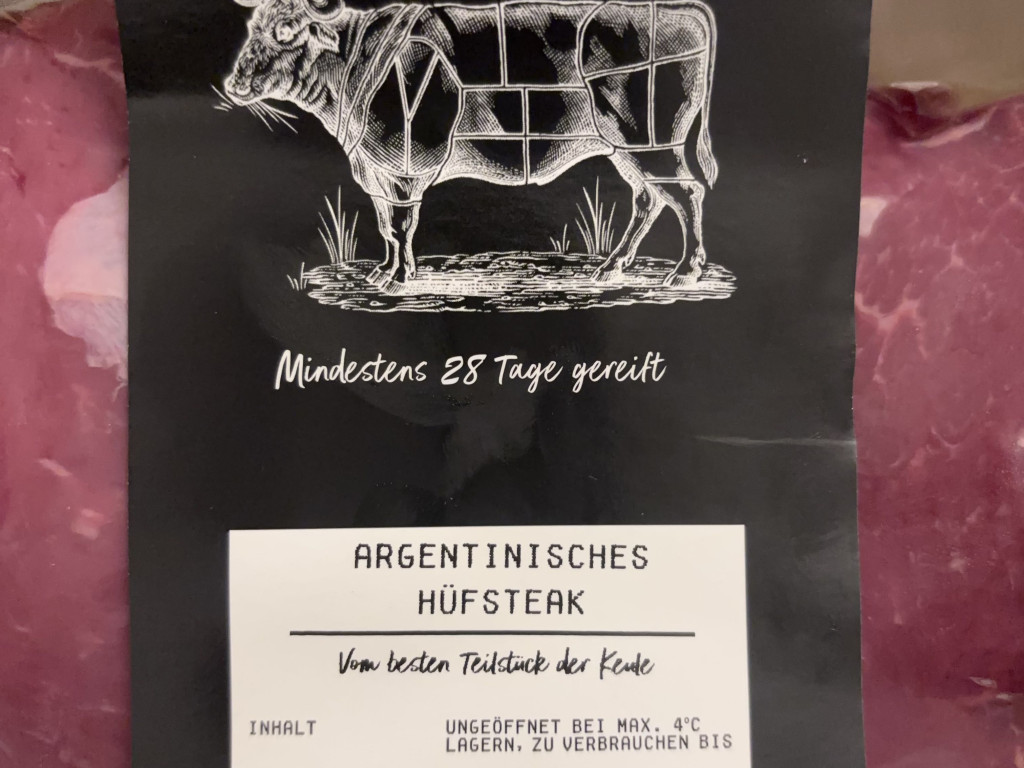 Mindestens 28 Tage gereift
ARGENTINISCHES
HÜFSTEAK
Vom besten Teilstück der Keule
INHALT
UNGEÖFFNET BEI MAX. 4°C
LAGERN, ZU VERBRAUCHEN BIS